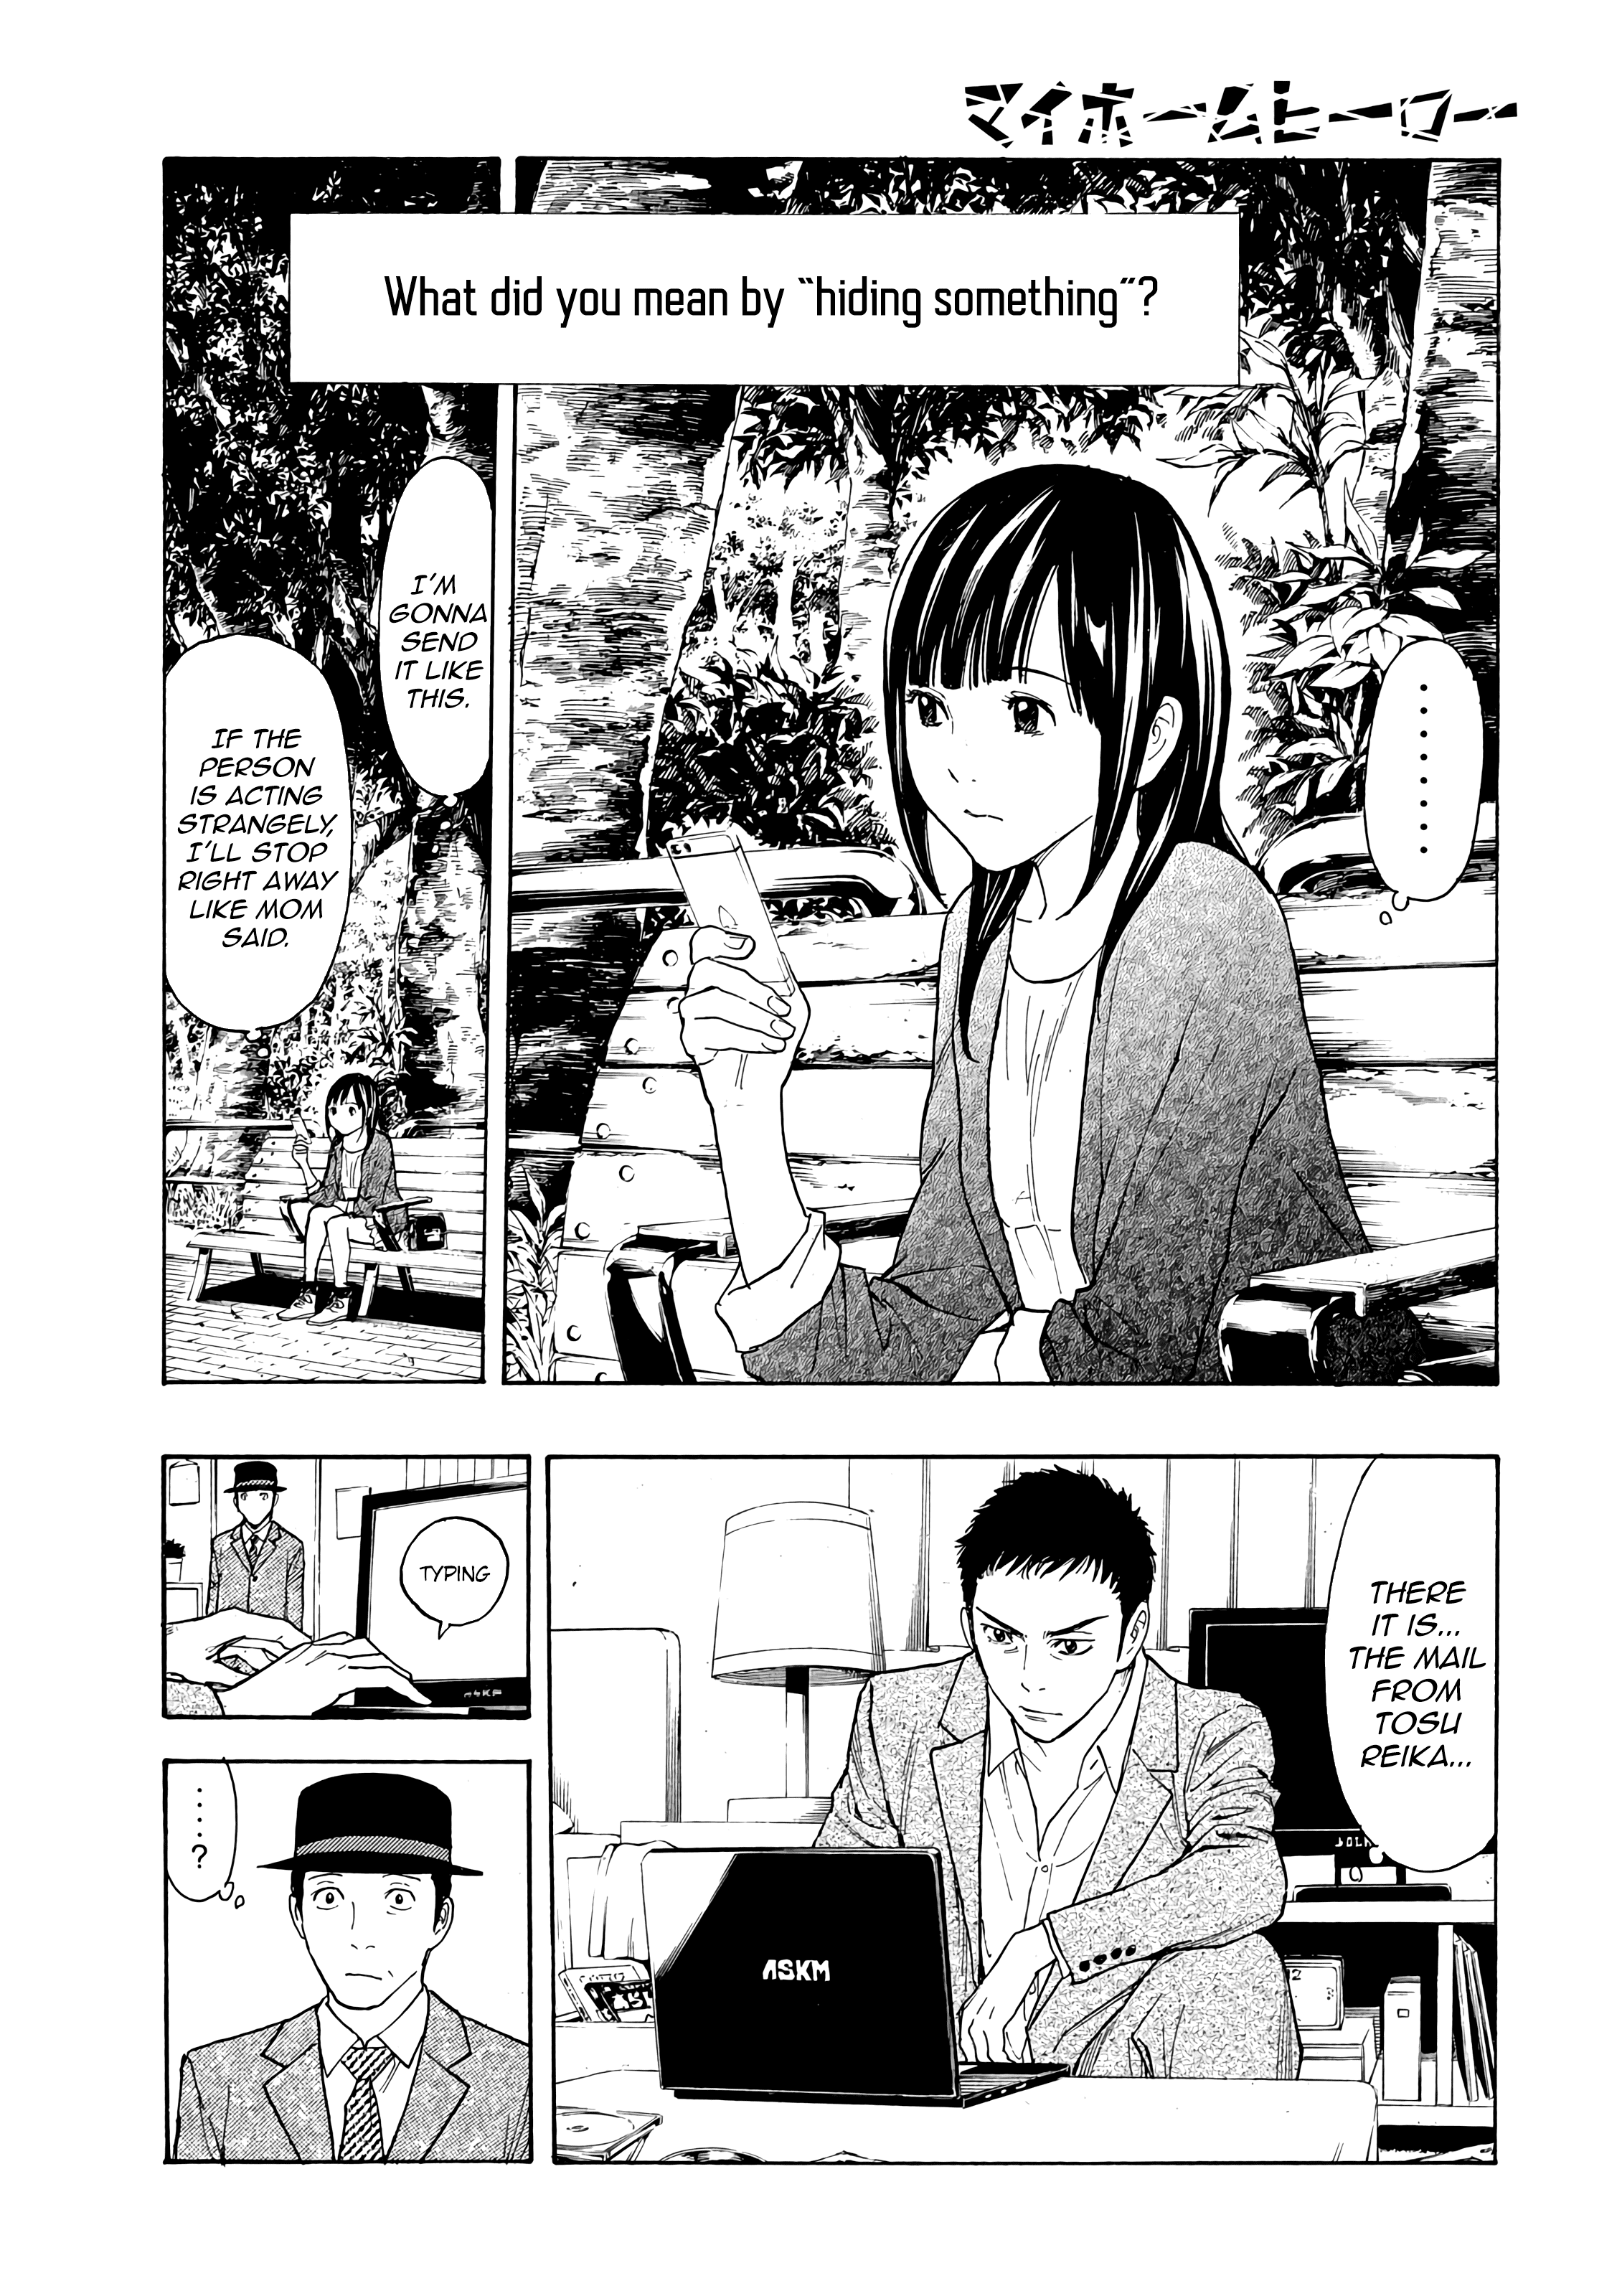 マイホームヒーロー
What did you mean by “hiding something”?
........
I'M
GONNA
SEND
IT LIKE
THIS.
IF THE
PERSON
IS ACTING
STRANGELY,
I'LL STOP
RIGHT AWAY
LIKE MOM
SAID.
THERE
IT IS...
THE MAIL
FROM
TOSU
REIKA...
ASKM
TYPING
....
?